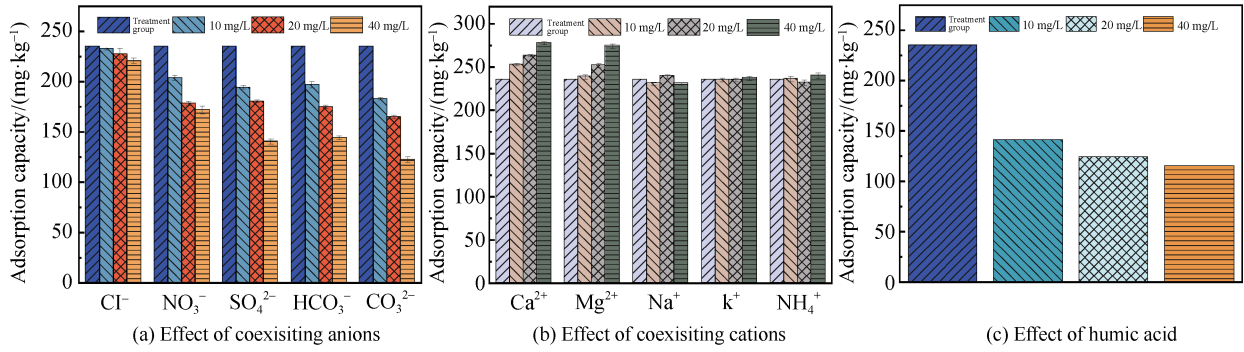 Adsorption capacity/(mg·kg⁻¹)
250
200
150
100
50
0
Treatment
group
10 mg/L
20 mg/L
40 mg/L
Cl⁻
NO₃⁻
SO₄²⁻
HCO₃⁻
CO₃²⁻
(a) Effect of coexisiting anions
Adsorption capacity/(mg·kg⁻¹)
300
250
200
150
100
50
0
Treatment
group
10 mg/L
20 mg/L
40 mg/L
Ca²⁺
Mg²⁺
Na⁺
k⁺
NH₄⁺
(b) Effect of coexisiting cations
Adsorption capacity/(mg·kg⁻¹)
250
200
150
100
50
0
Treatment
group
10 mg/L
20 mg/L
40 mg/L
(c) Effect of humic acid